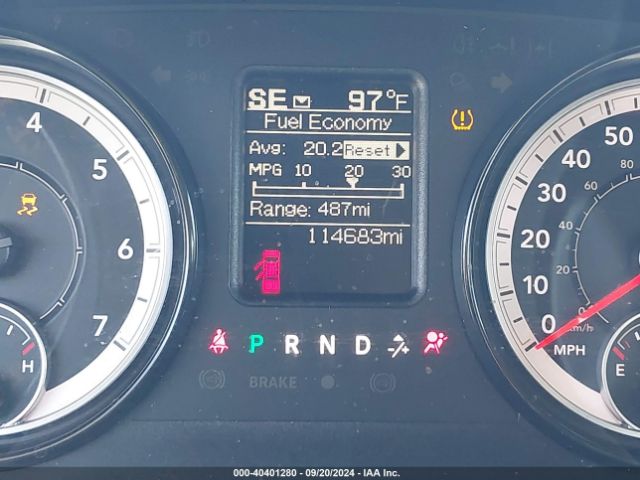 SE 97°F
Fuel Economy
Avg: 20.2 Reset
MPG 10 20 30
Range: 487mi
114683mi
4
5
6
7
H
P R N D
BRAKE
50
40
30
20
10
0
MPH
80
60
40
20
0
km/h
E
000-40401280 - 09/20/2024 - IAA Inc.